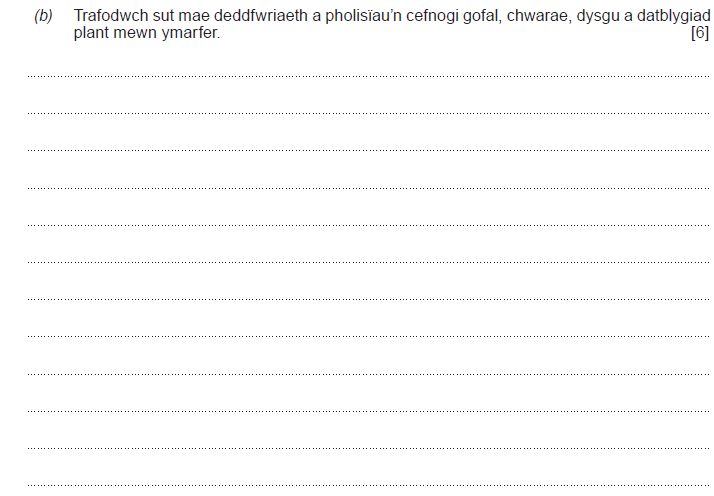 (b) Trafodwch sut mae deddfwriaeth a pholisïau'n cefnogi gofal, chwarae, dysgu a datblygiad
plant mewn ymarfer. [6]